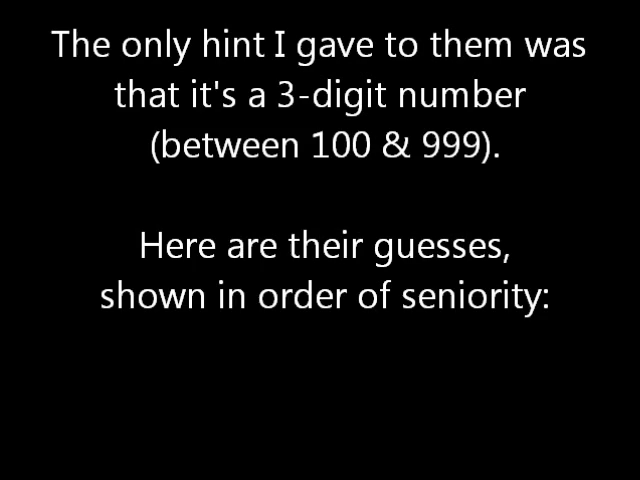 The only hint I gave to them was
that it's a 3-digit number
(between 100 & 999).
Here are their guesses,
shown in order of seniority: